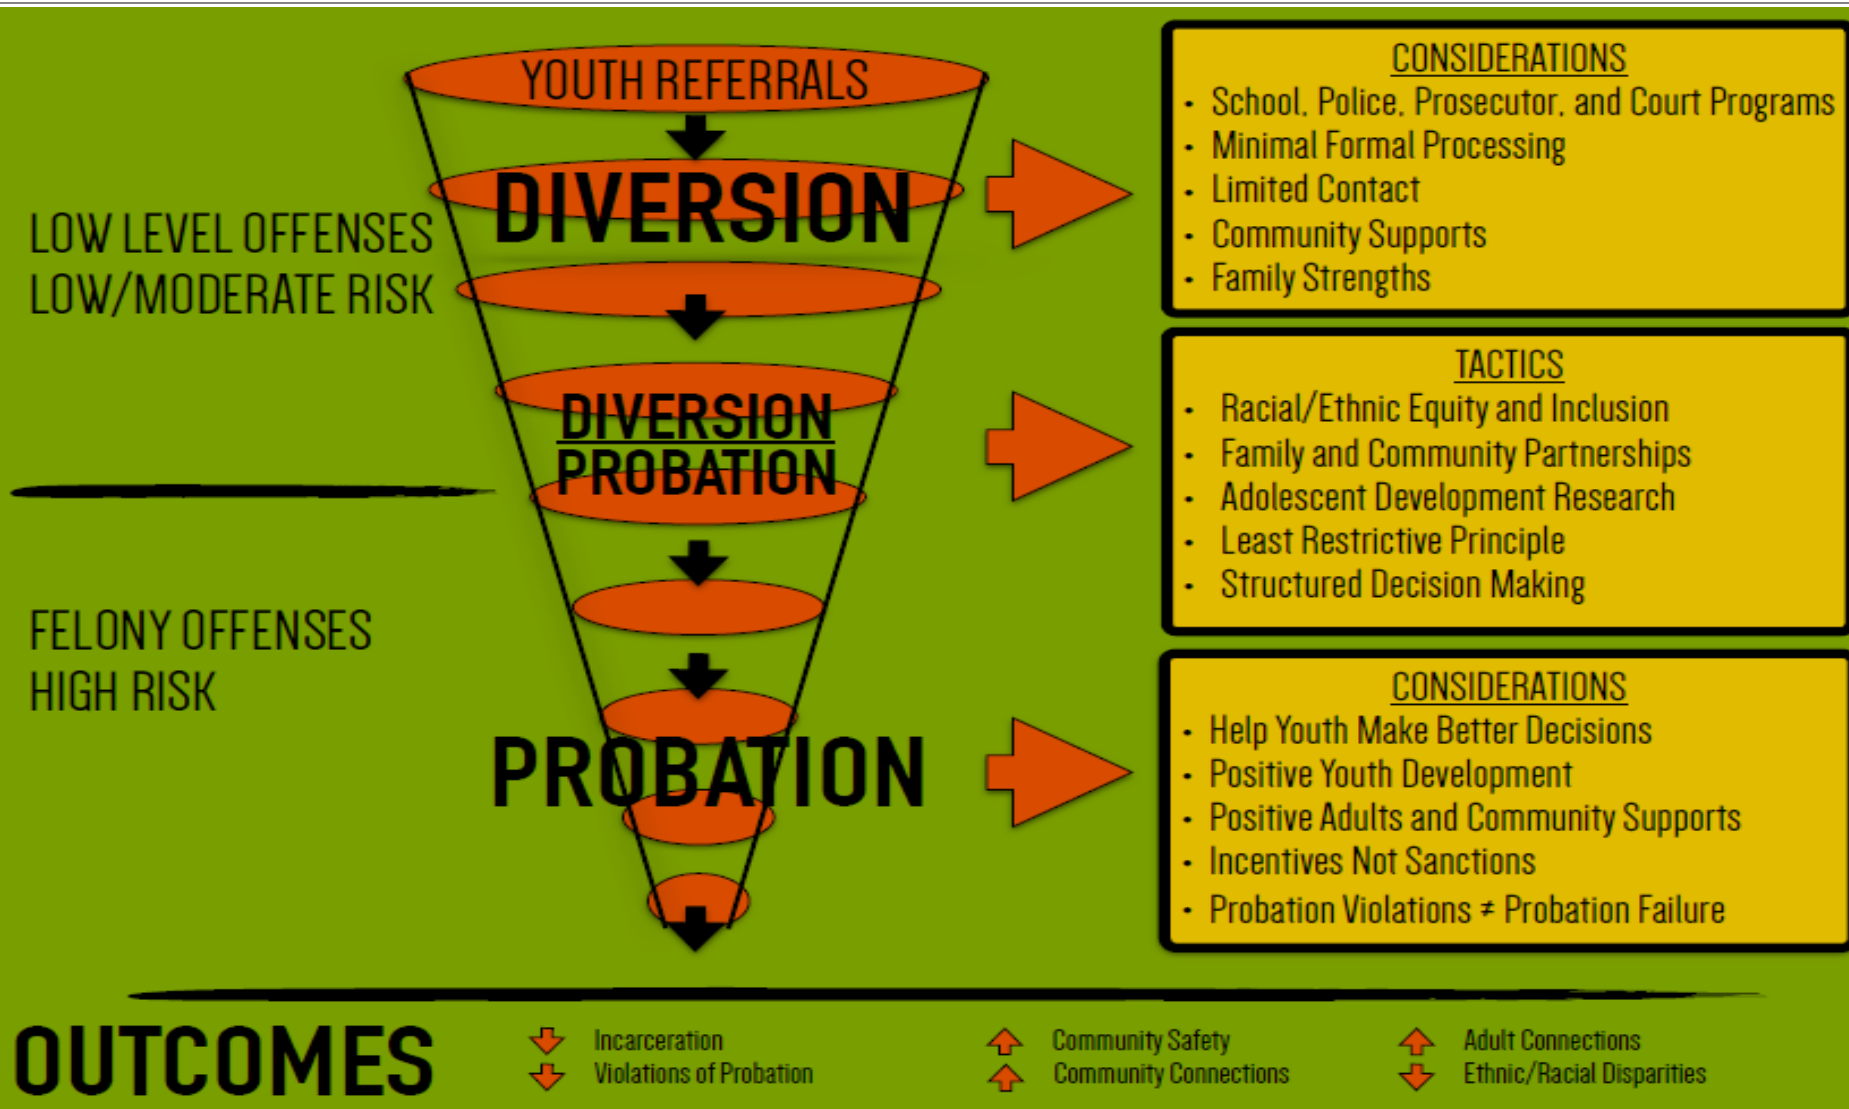 YOUTH REFERRALS
DIVERSION
LOW LEVEL OFFENSES
LOW/MODERATE RISK
DIVERSION
PROBATION
FELONY OFFENSES
HIGH RISK
PROBATION
CONSIDERATIONS
• School, Police, Prosecutor, and Court Programs
• Minimal Formal Processing
• Limited Contact
• Community Supports
• Family Strengths
TACTICS
• Racial/Ethnic Equity and Inclusion
• Family and Community Partnerships
• Adolescent Development Research
• Least Restrictive Principle
• Structured Decision Making
CONSIDERATIONS
• Help Youth Make Better Decisions
• Positive Youth Development
• Positive Adults and Community Supports
• Incentives Not Sanctions
• Probation Violations ≠ Probation Failure
OUTCOMES
Incarceration
Violations of Probation
Community Safety
Community Connections
Adult Connections
Ethnic/Racial Disparities